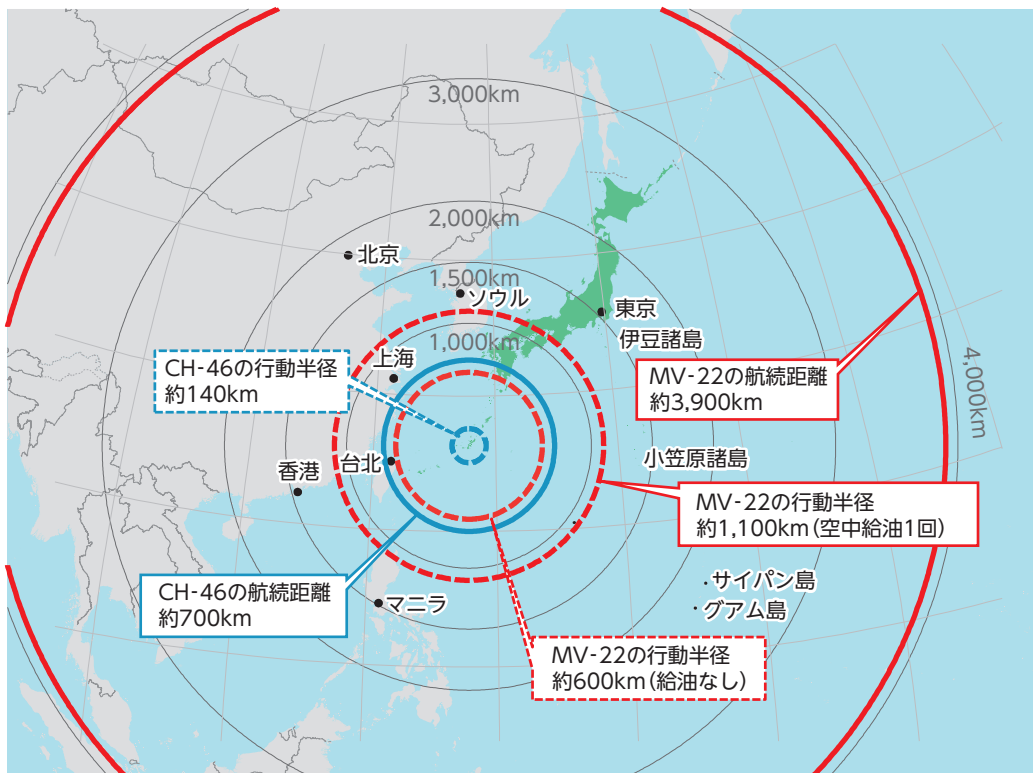 3,000km
2,000km
北京
1,500km
ソウル
東京
伊豆諸島
1,000km
上海
CH-46の行動半径
約140km
MV-22の航続距離
約3,900km
4,000km
台北
香港
小笠原諸島
MV-22の行動半径
約1,100km(空中給油1回)
CH-46の航続距離
約700km
マニラ
サイパン島
グアム島
MV-22の行動半径
約600km(給油なし)